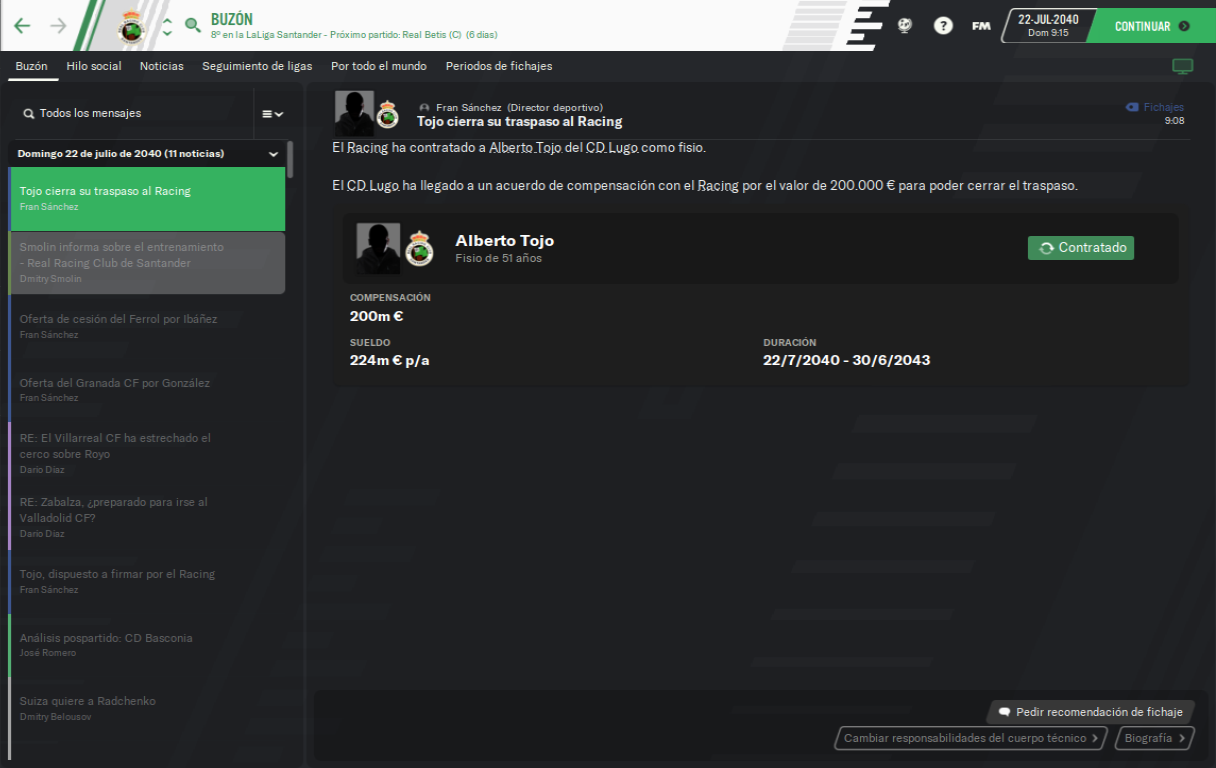 BUZÓN
8º en la LaLiga Santander - Próximo partido: Real Betis (C) (6 días)
?
FM
22-JUL-2040
Dom 9:15
CONTINUAR
Buzón Hilo social Noticias Seguimiento de ligas Por todo el mundo Periodos de fichajes
Todos los mensajes
Domingo 22 de julio de 2040 (11 noticias)
Tojo cierra su traspaso al Racing
Fran Sánchez
Smolin informa sobre el entrenamiento
- Real Racing Club de Santander
Dmitry Smolin
Oferta de cesión del Ferrol por Ibáñez
Fran Sánchez
Oferta del Granada CF por González
Fran Sánchez
RE: El Villarreal CF ha estrechado el
cerco sobre Royo
Darío Díaz
RE: Zabalza, ¿preparado para irse al
Valladolid CF?
Darío Díaz
Tojo, dispuesto a firmar por el Racing
Fran Sánchez
Análisis pospartido: CD Basconia
José Romero
Suiza quiere a Radchenko
Dmitry Belousov
Fran Sánchez (Director deportivo)
Tojo cierra su traspaso al Racing
Fichajes
9:08
El Racing ha contratado a Alberto Tojo del CD Lugo como fisio.
El CD Lugo ha llegado a un acuerdo de compensación con el Racing por el valor de 200.000 € para poder cerrar el traspaso.
Alberto Tojo
Fisio de 51 años
Contratado
COMPENSACIÓN
200m €
SUELDO
224m € p/a
DURACIÓN
22/7/2040 - 30/6/2043
Pedir recomendación de fichaje
Cambiar responsabilidades del cuerpo técnico
Biografía